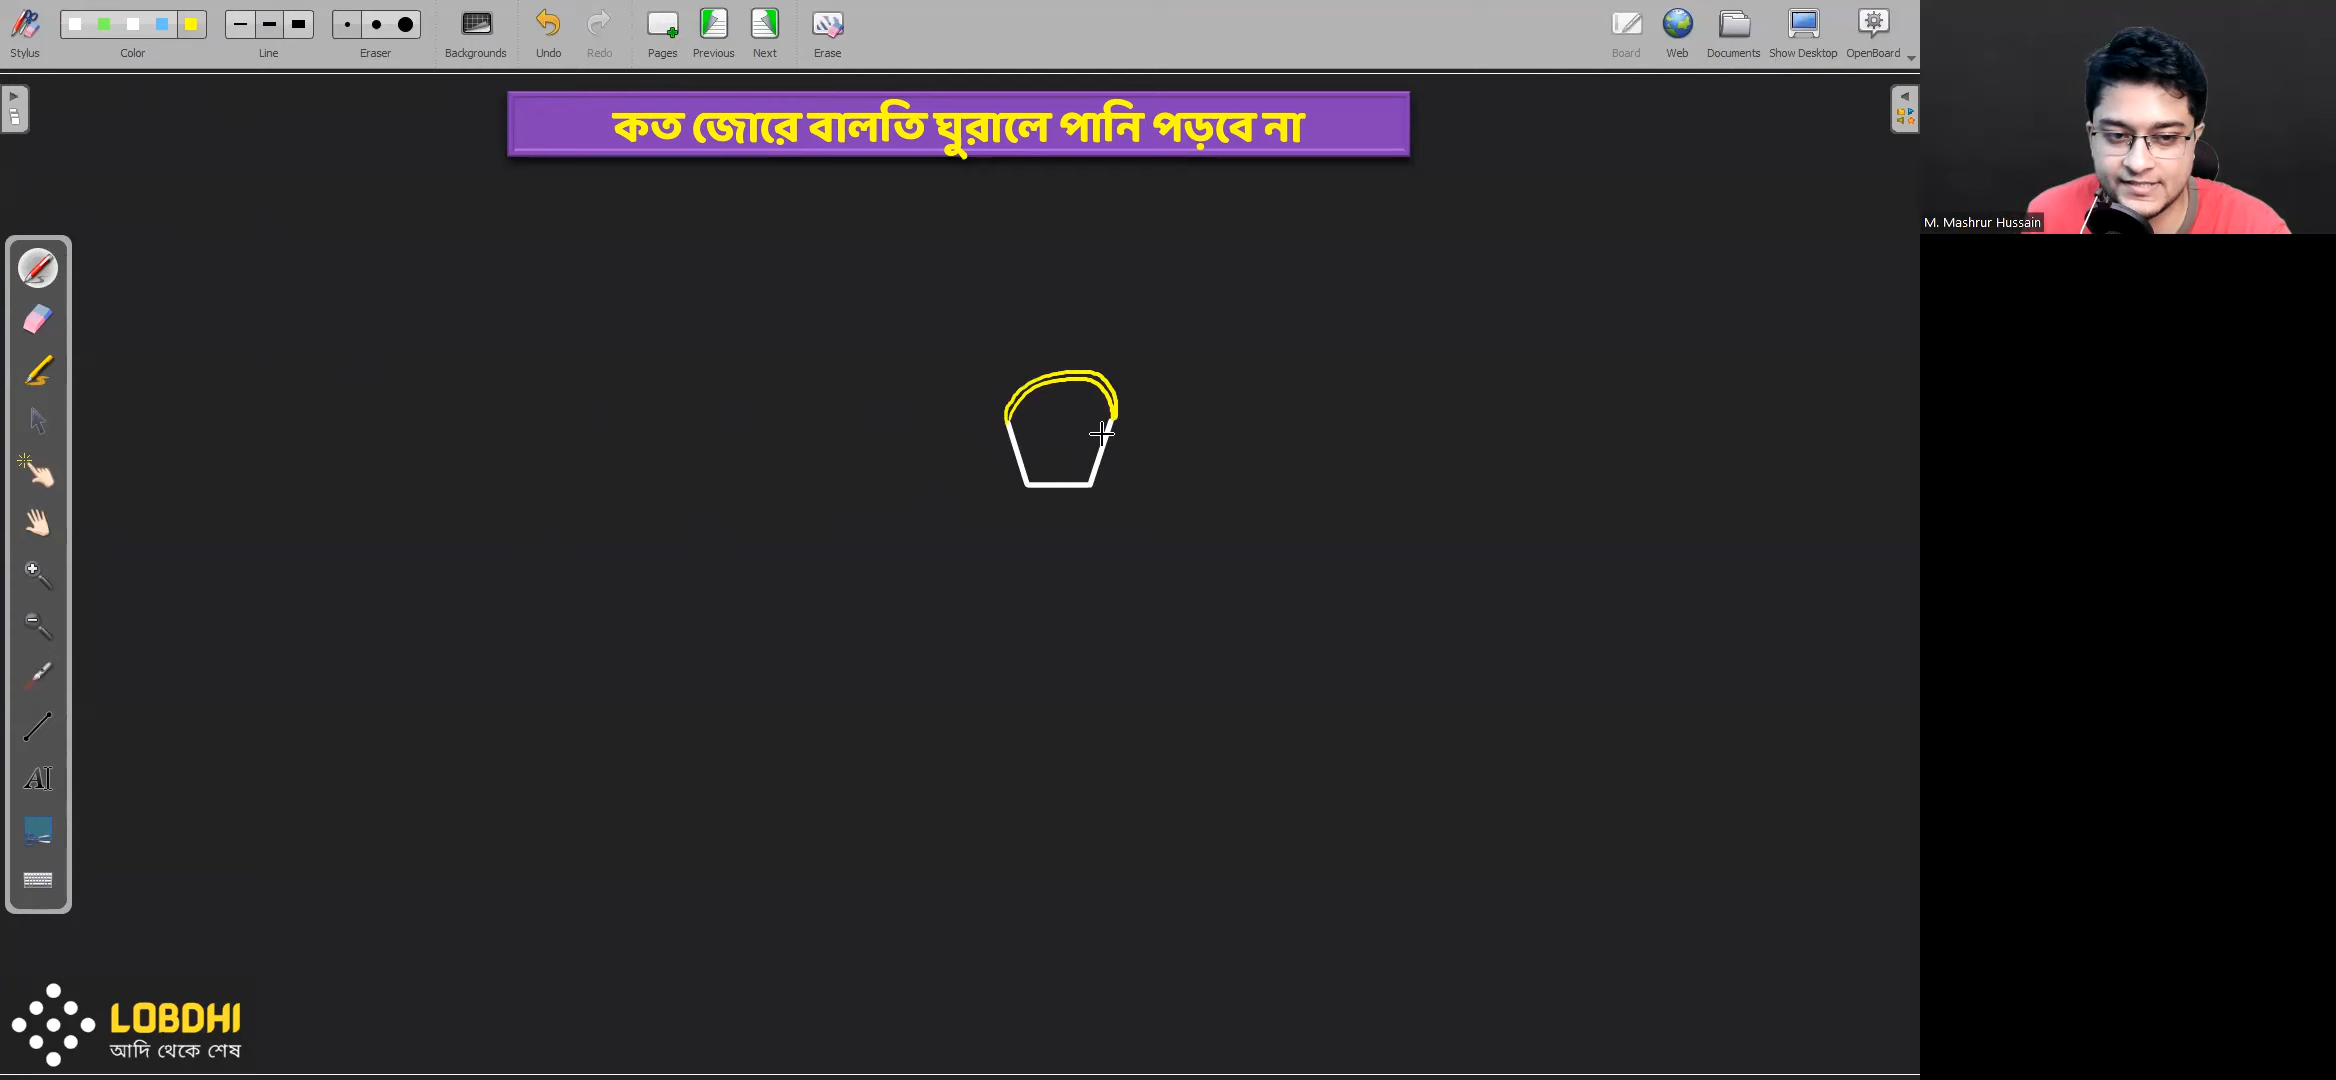 Stylus
Color
Line
Eraser
Backgrounds
Undo
Redo
Pages
Previous
Next
Erase
Board
Web
Documents
Show Desktop
OpenBoard
কত জোরে বালতি ঘুরালে পানি পড়বে না
M. Mashrur Hussain
AI
LOBDHI
আদি থেকে শেষ